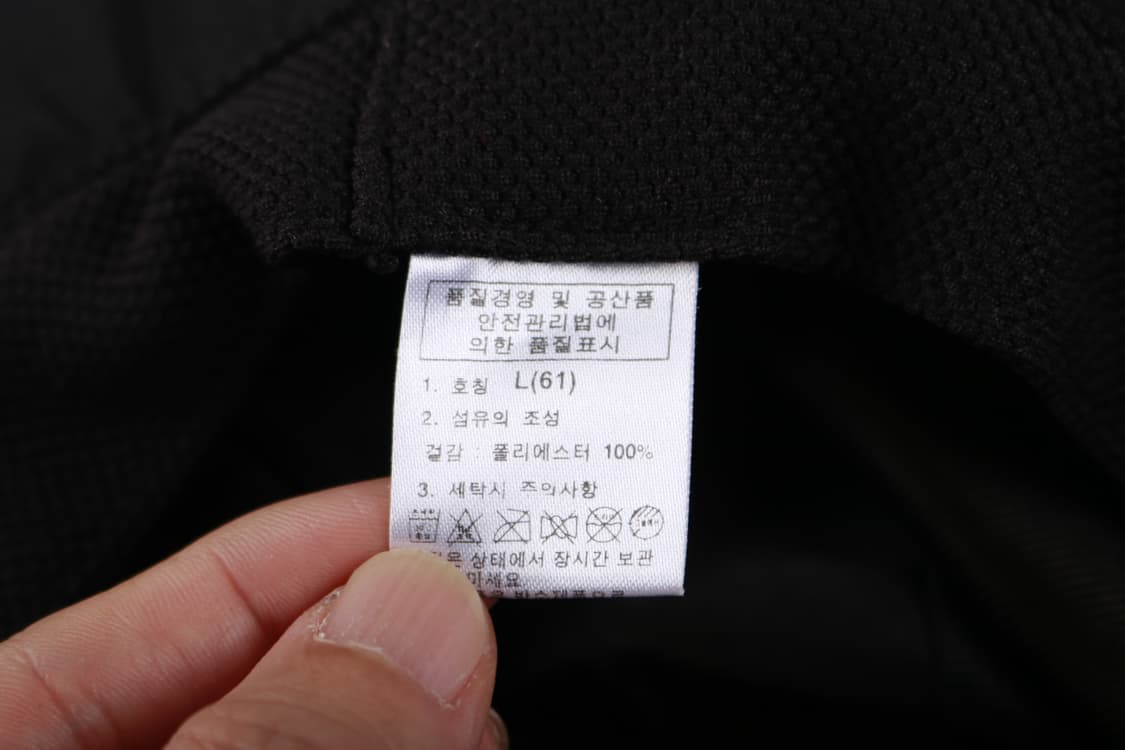 품질경영 및 공산품
안전관리법에
의한 품질표시
1. 호칭 L(61)
2. 섬유의 조성
겉감 : 폴리에스터 100%
3. 세탁시 주의사항
상태에서 장시간 보관
마세요